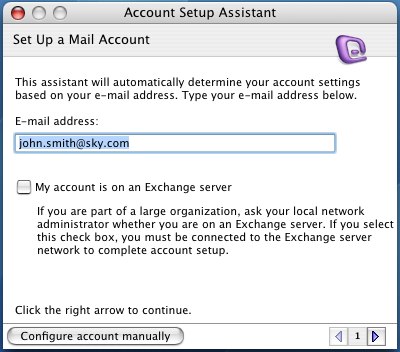 Account Setup Assistant
Set Up a Mail Account
This assistant will automatically determine your account settings
based on your e-mail address. Type your e-mail address below.
E-mail address:
john.smith@sky.com
My account is on an Exchange server
If you are part of a large organization, ask your local network
administrator whether you are on an Exchange server. If you select
this check box, you must be connected to the Exchange server
network to complete account setup.
Click the right arrow to continue.
Configure account manually
1